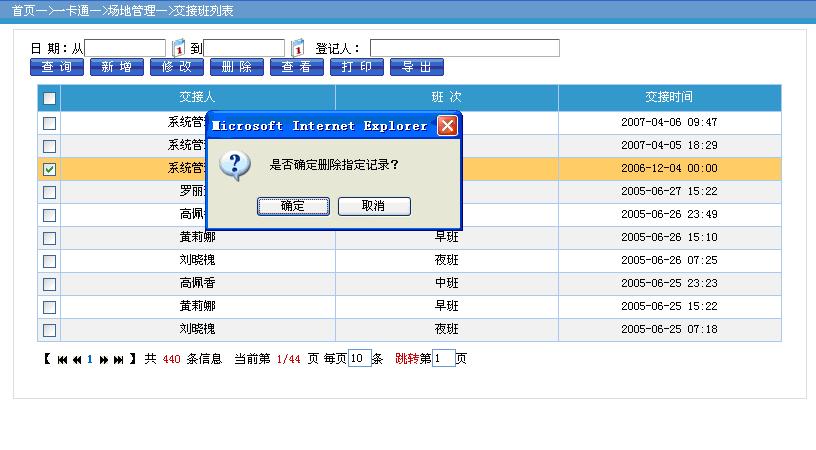 首页—>一卡通—>场地管理—>交接班列表
日 期：从 到 登记人：
查 询 新 增 修 改 删 除 查 看 打 印 导 出
交接人 班 次 交接时间
系统管 2007-04-06 09:47
系统管 2007-04-05 18:29
系统管 2006-12-04 00:00
罗丽 2005-06-27 15:22
高佩 2005-06-26 23:49
Microsoft Internet Explorer
是否确定删除指定记录？
确定 取消
黄莉娜 早班 2005-06-26 15:10
刘晓槐 夜班 2005-06-26 07:25
高佩香 中班 2005-06-25 23:23
黄莉娜 早班 2005-06-25 15:22
刘晓槐 夜班 2005-06-25 07:18
【 1 】 共 440 条信息 当前第 1/44 页 每页 10 条 跳转第 1 页